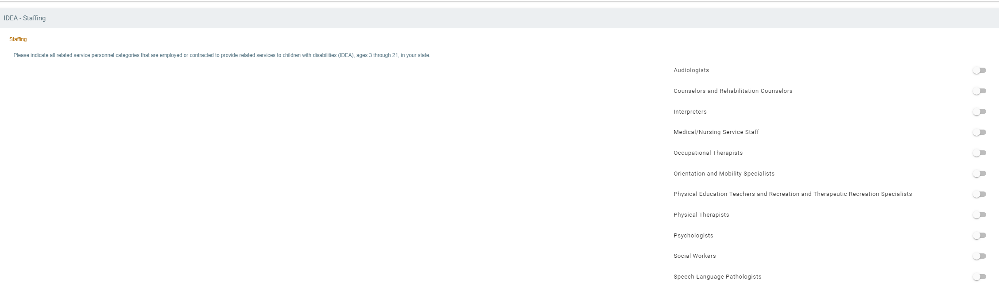 IDEA - Staffing
Staffing
Please indicate all related service personnel categories that are employed or contracted to provide related services to children with disabilities (IDEA), ages 3 through 21, in your state.
Audiologists
Counselors and Rehabilitation Counselors
Interpreters
Medical/Nursing Service Staff
Occupational Therapists
Orientation and Mobility Specialists
Physical Education Teachers and Recreation and Therapeutic Recreation Specialists
Physical Therapists
Psychologists
Social Workers
Speech-Language Pathologists